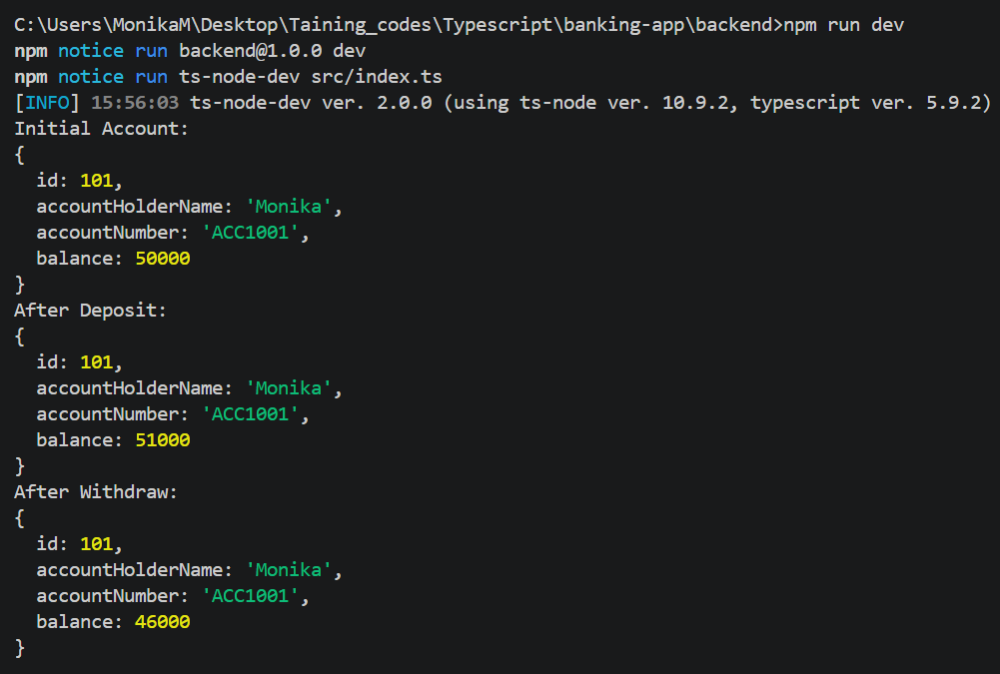 C:\Users\MonikaM\Desktop\Taining_codes\Typescript\banking-app\backend>npm run dev
npm notice run backend@1.0.0 dev
npm notice run ts-node-dev src/index.ts
[INFO] 15:56:03 ts-node-dev ver. 2.0.0 (using ts-node ver. 10.9.2, typescript ver. 5.9.2)
Initial Account:
{
  id: 101,
  accountHolderName: 'Monika',
  accountNumber: 'ACC1001',
  balance: 50000
}
After Deposit:
{
  id: 101,
  accountHolderName: 'Monika',
  accountNumber: 'ACC1001',
  balance: 51000
}
After Withdraw:
{
  id: 101,
  accountHolderName: 'Monika',
  accountNumber: 'ACC1001',
  balance: 46000
}